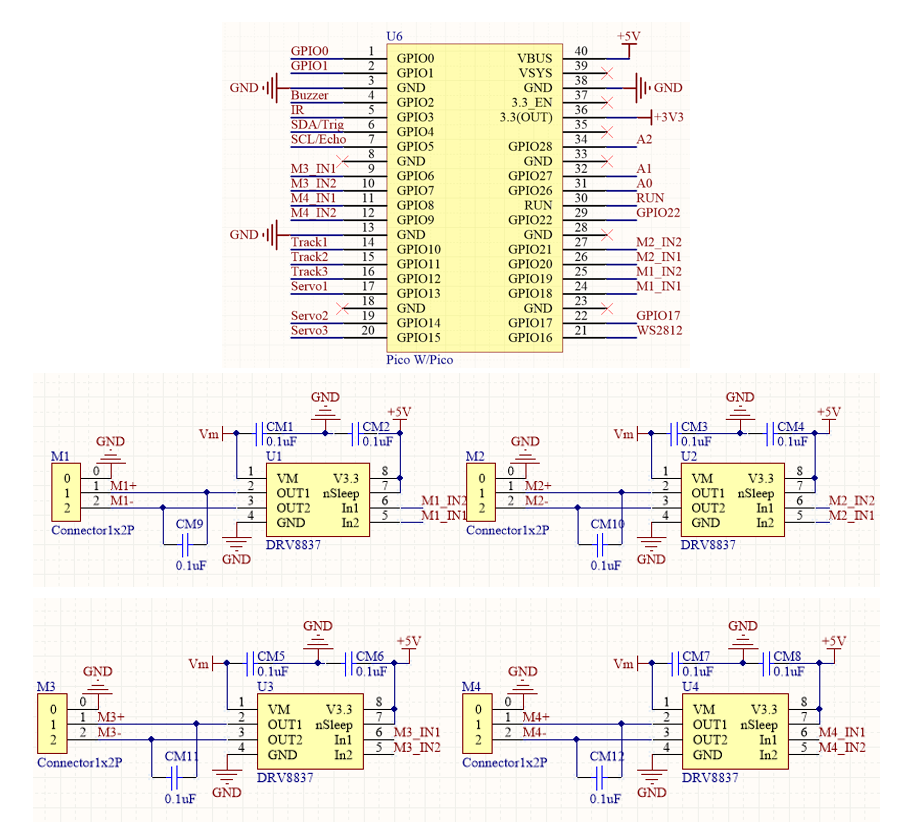 U6
+5V
GPIO0 1 GPIO0 VBUS 40
GPIO1 2 GPIO1 VSYS 39
GND 3 GND GND 38 GND
Buzzer 4 GPIO2 3.3_EN 37
IR 5 GPIO3 3.3(OUT) 36 +3V3
SDA/Trig 6 GPIO4 35
SCL/Echo 7 GPIO5 GPIO28 34 A2
8 GND GND 33
M3_IN1 9 GPIO6 GPIO27 32 A1
M3_IN2 10 GPIO7 GPIO26 31 A0
M4_IN1 11 GPIO8 RUN 30 RUN
M4_IN2 12 GPIO9 GPIO22 29 GPIO22
GND 13 GND GND 28
Track1 14 GPIO10 GPIO21 27 M2_IN2
Track2 15 GPIO11 GPIO20 26 M2_IN1
Track3 16 GPIO12 GPIO19 25 M1_IN2
Servo1 17 GPIO13 GPIO18 24 M1_IN1
18 GND GND 23
Servo2 19 GPIO14 GPIO17 22 GPIO17
Servo3 20 GPIO15 GPIO16 21 WS2812
Pico W/Pico
GND
+5V
Vm CM1 CM2
0.1uF 0.1uF
GND
M1 U1
0 0 1 VM V3.3 8
1 1 M1+ 2 OUT1 nSleep 7
2 2 M1- 3 OUT2 In1 6 M1_IN2
4 GND In2 5 M1_IN1
Connector1x2P CM9
0.1uF
GND
DRV8837
GND
+5V
Vm CM3 CM4
0.1uF 0.1uF
GND
M2 U2
0 0 1 VM V3.3 8
1 1 M2+ 2 OUT1 nSleep 7
2 2 M2- 3 OUT2 In1 6 M2_IN2
4 GND In2 5 M2_IN1
Connector1x2P CM10
0.1uF
GND
DRV8837
GND
+5V
Vm CM5 CM6
0.1uF 0.1uF
GND
M3 U3
0 0 1 VM V3.3 8
1 1 M3+ 2 OUT1 nSleep 7
2 2 M3- 3 OUT2 In1 6 M3_IN1
4 GND In2 5 M3_IN2
Connector1x2P CM11
0.1uF
GND
DRV8837
GND
+5V
Vm CM7 CM8
0.1uF 0.1uF
GND
M4 U4
0 0 1 VM V3.3 8
1 1 M4+ 2 OUT1 nSleep 7
2 2 M4- 3 OUT2 In1 6 M4_IN1
4 GND In2 5 M4_IN2
Connector1x2P CM12
0.1uF
GND
DRV8837